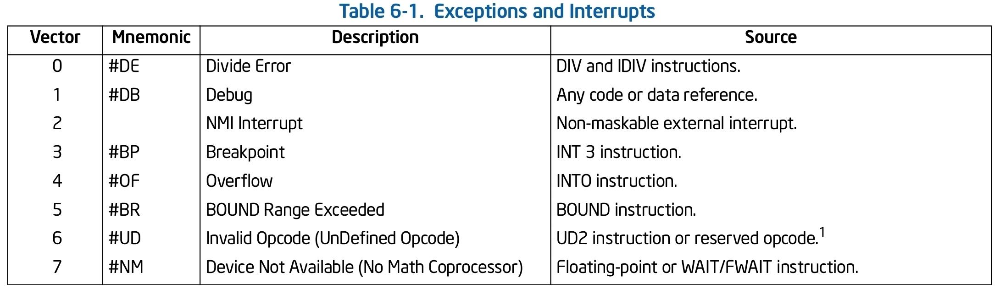 Table 6-1. Exceptions and Interrupts
Vector Mnemonic Description Source
0 #DE Divide Error DIV and IDIV instructions.
1 #DB Debug Any code or data reference.
2 NMI Interrupt Non-maskable external interrupt.
3 #BP Breakpoint INT 3 instruction.
4 #OF Overflow INTO instruction.
5 #BR BOUND Range Exceeded BOUND instruction.
6 #UD Invalid Opcode (UnDefined Opcode) UD2 instruction or reserved opcode.1
7 #NM Device Not Available (No Math Coprocessor) Floating-point or WAIT/FWAIT instruction.